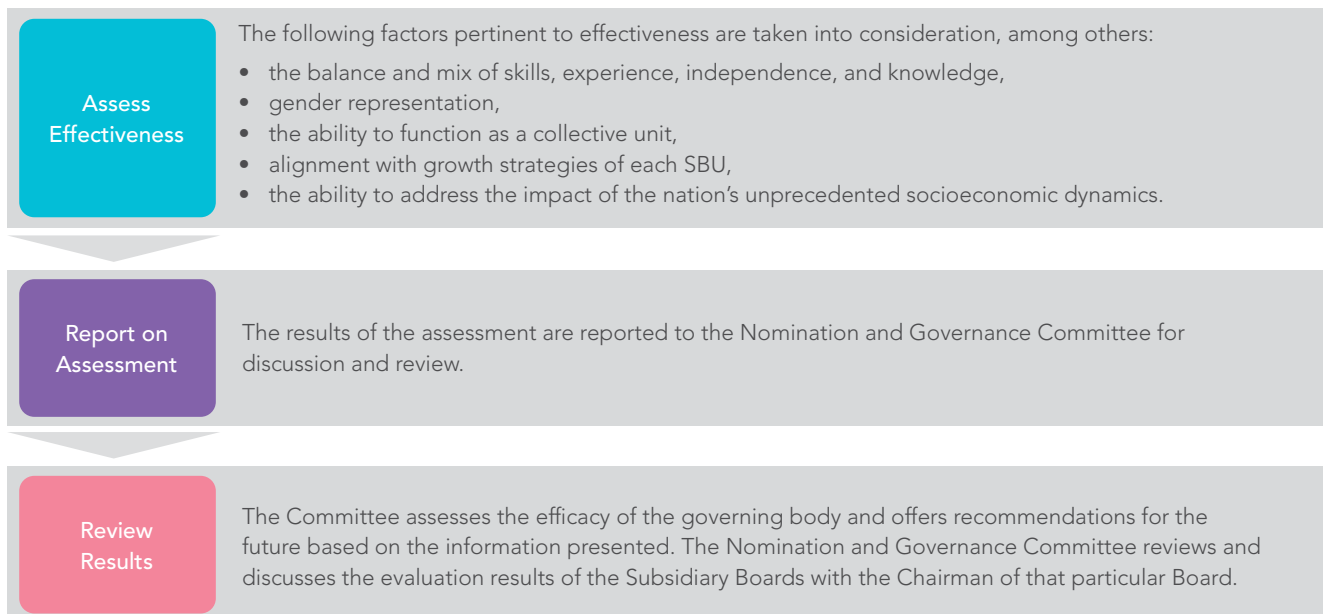 Assess
Effectiveness
The following factors pertinent to effectiveness are taken into consideration, among others:
• the balance and mix of skills, experience, independence, and knowledge,
• gender representation,
• the ability to function as a collective unit,
• alignment with growth strategies of each SBU,
• the ability to address the impact of the nation’s unprecedented socioeconomic dynamics.
Report on
Assessment
The results of the assessment are reported to the Nomination and Governance Committee for
discussion and review.
Review
Results
The Committee assesses the efficacy of the governing body and offers recommendations for the
future based on the information presented. The Nomination and Governance Committee reviews and
discusses the evaluation results of the Subsidiary Boards with the Chairman of that particular Board.